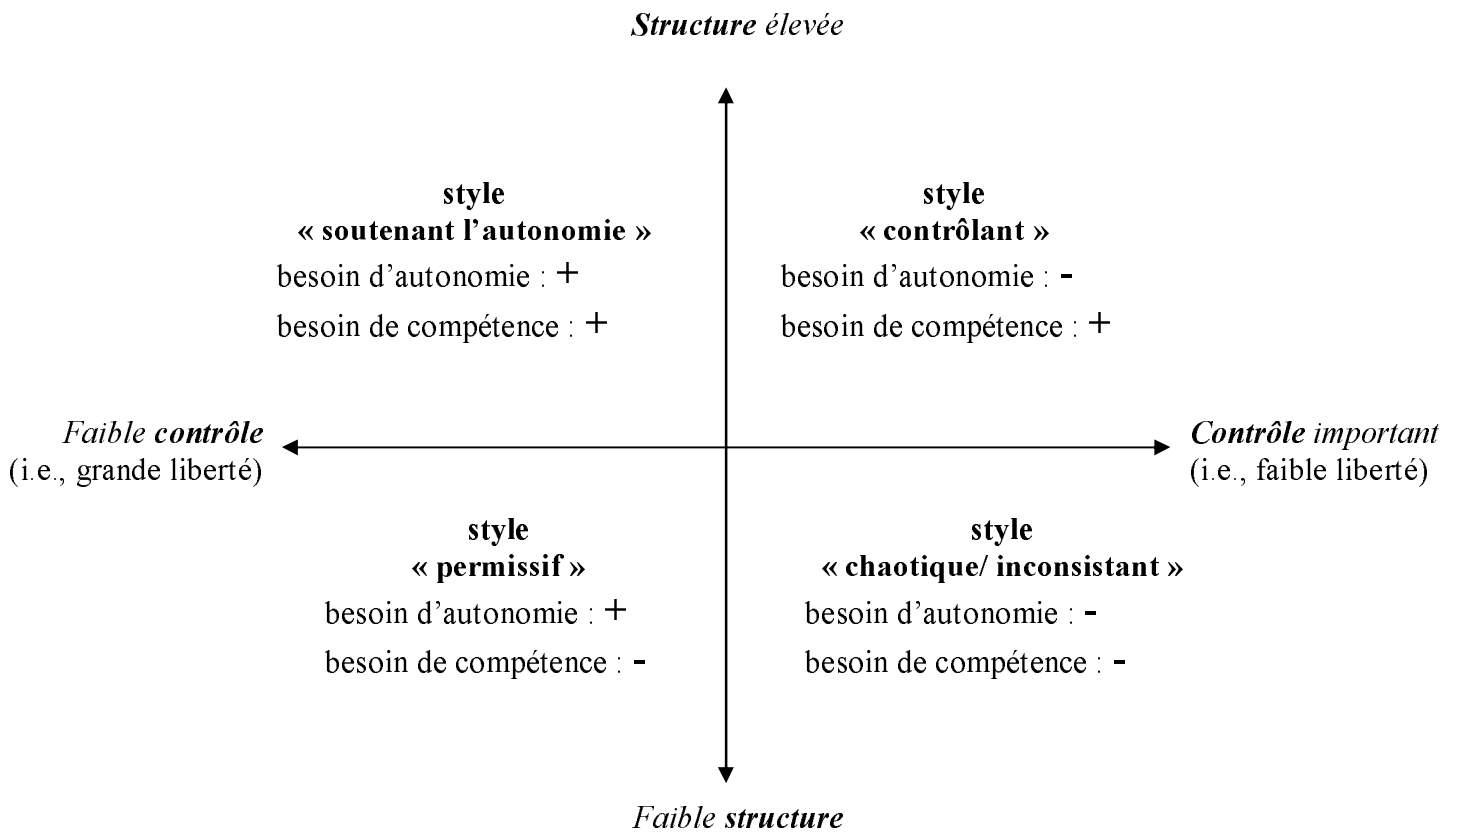 Structure élevée
style
« soutenant l’autonomie »
besoin d’autonomie : +
besoin de compétence : +
style
« contrôlant »
besoin d’autonomie : -
besoin de compétence : +
Faible contrôle
(i.e., grande liberté)
Contrôle important
(i.e., faible liberté)
style
« permissif »
besoin d’autonomie : +
besoin de compétence : -
style
« chaotique/ inconsistant »
besoin d’autonomie : -
besoin de compétence : -
Faible structure